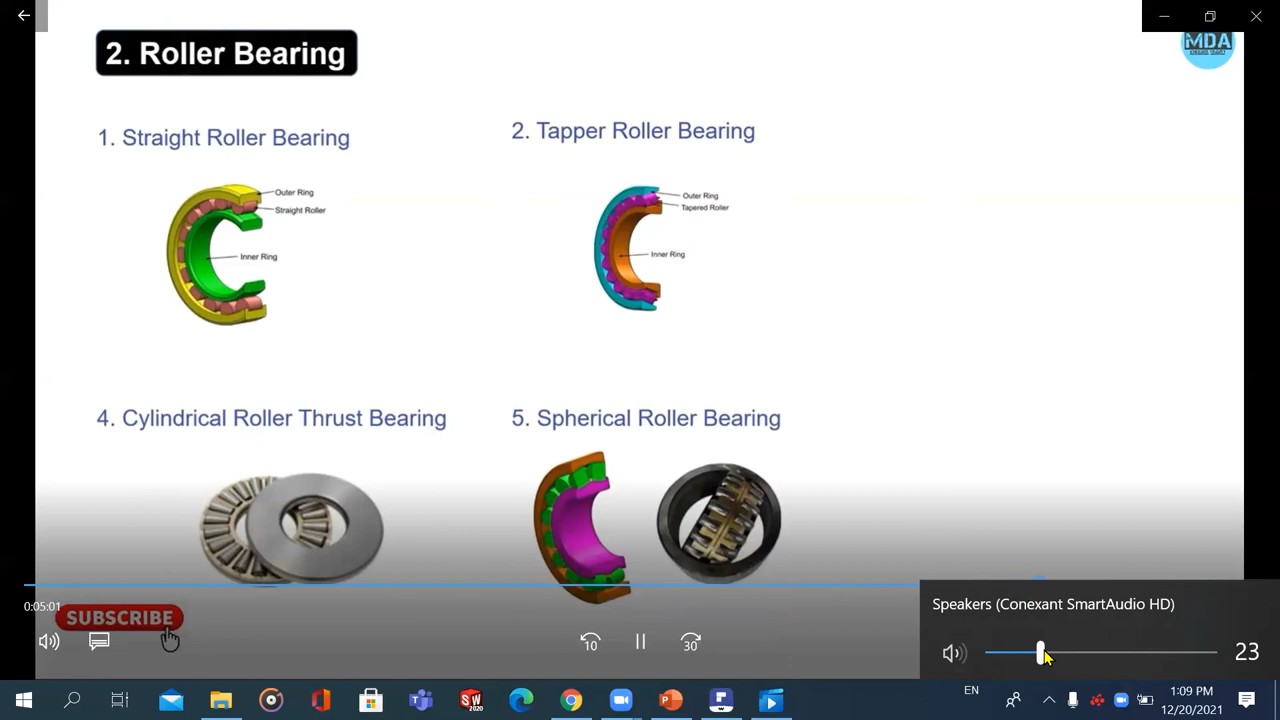 2. Roller Bearing
MDA
1. Straight Roller Bearing
2. Tapper Roller Bearing
Outer Ring
Straight Roller
Inner Ring
Outer Ring
Tapered Roller
Inner Ring
4. Cylindrical Roller Thrust Bearing
5. Spherical Roller Bearing
0:05:01
SUBSCRIBE
10
30
Speakers (Conexant SmartAudio HD)
23
SW
2020
EN
1:09 PM
12/20/2021